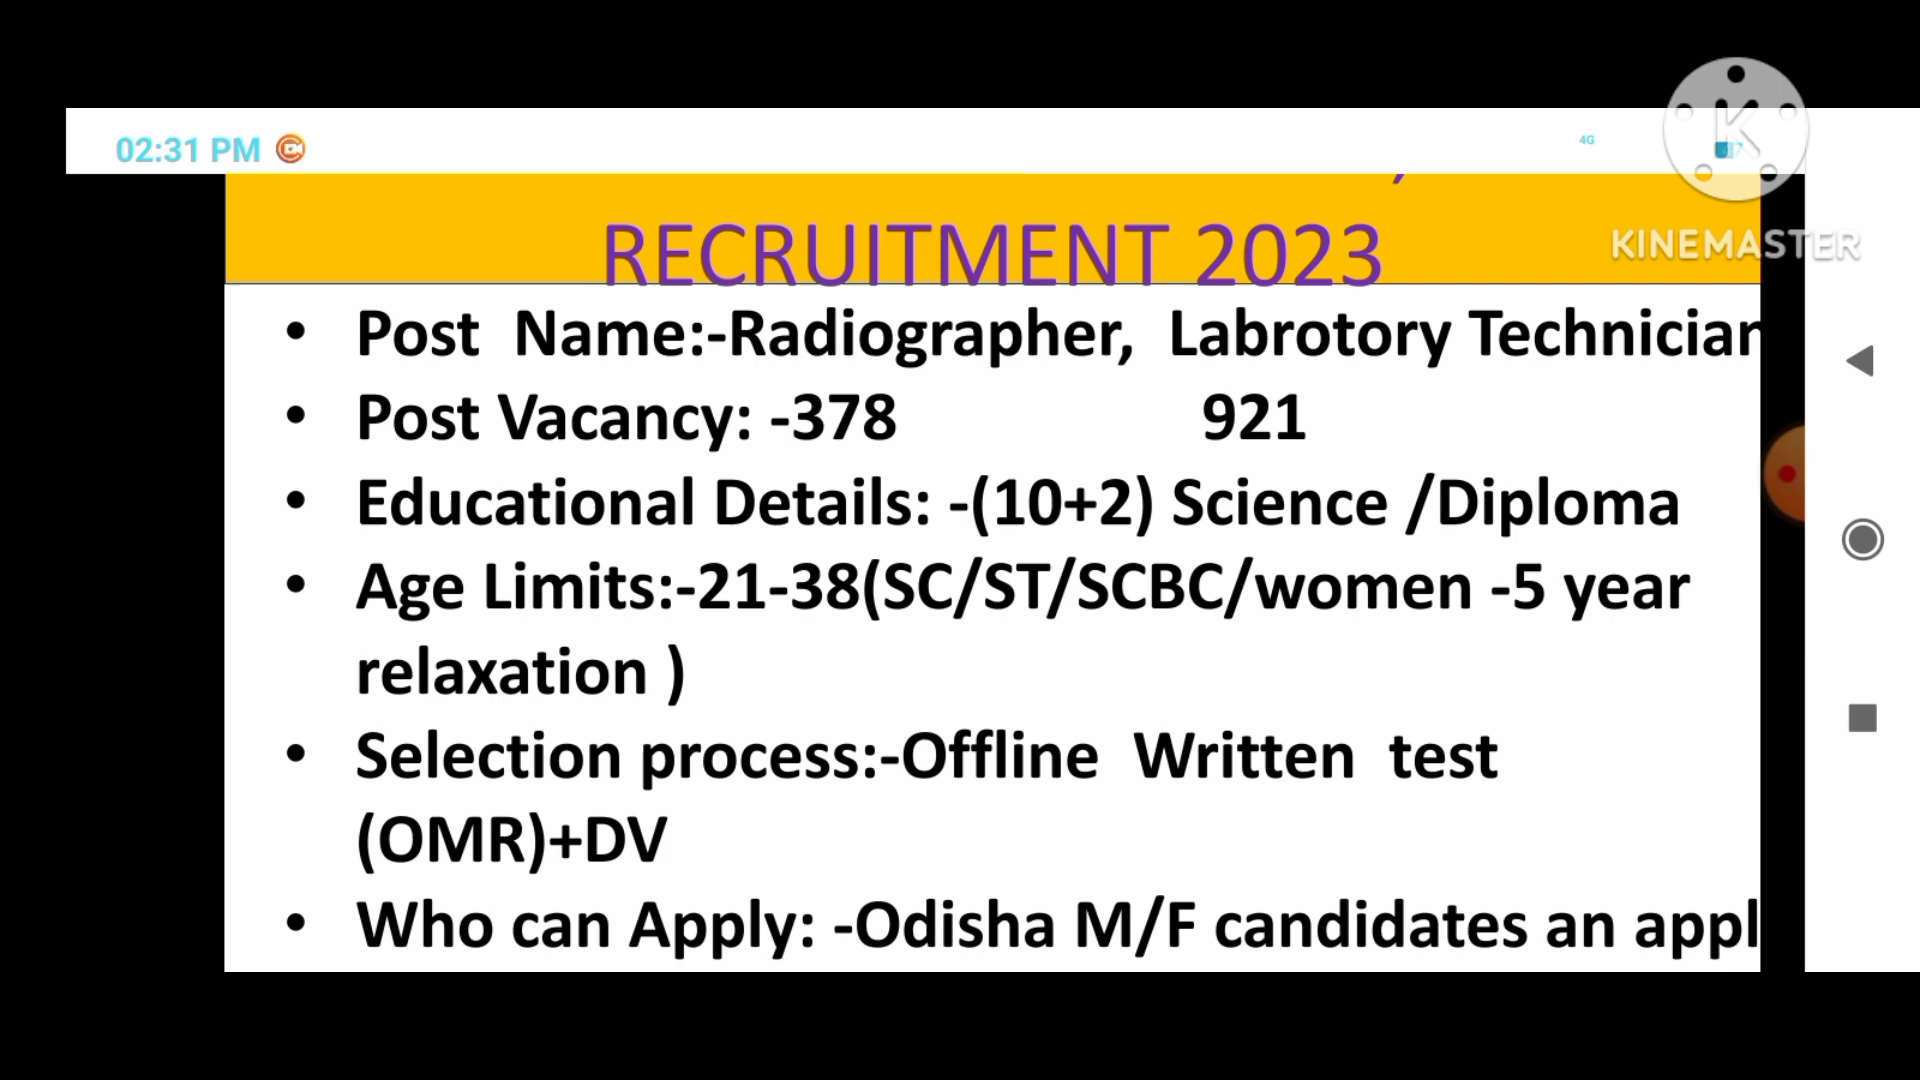 02:31 PM
4G
KINEMASTER
RECRUITMENT 2023
• Post Name:-Radiographer, Labrotory Technician
• Post Vacancy: -378 921
• Educational Details: -(10+2) Science /Diploma
• Age Limits:-21-38(SC/ST/SCBC/women -5 year
relaxation )
• Selection process:-Offline Written test
(OMR)+DV
• Who can Apply: -Odisha M/F candidates an appl